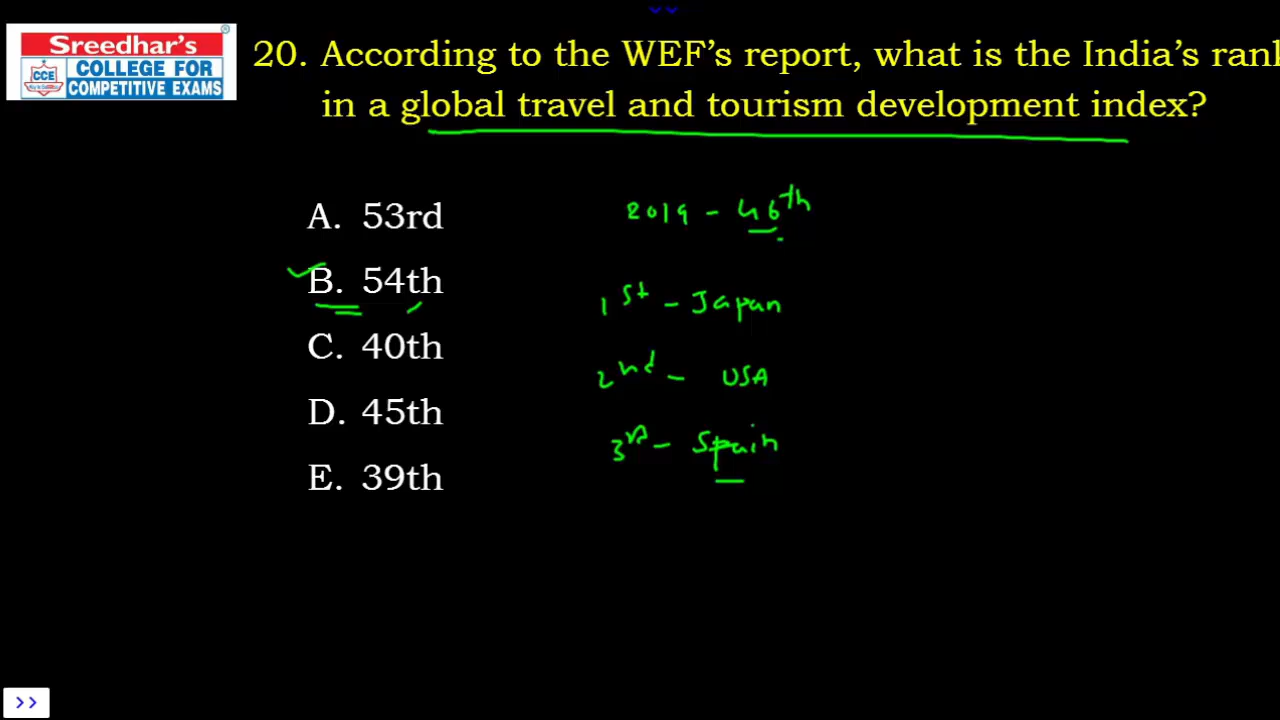 Sreedhar's
CCE
COLLEGE FOR
COMPETITIVE EXAMS
20. According to the WEF's report, what is the India's rank
in a global travel and tourism development index?
A. 53rd
B. 54th
C. 40th
D. 45th
E. 39th
2019 - 46th
1st - Japan
2nd - USA
3rd - Spain
>>